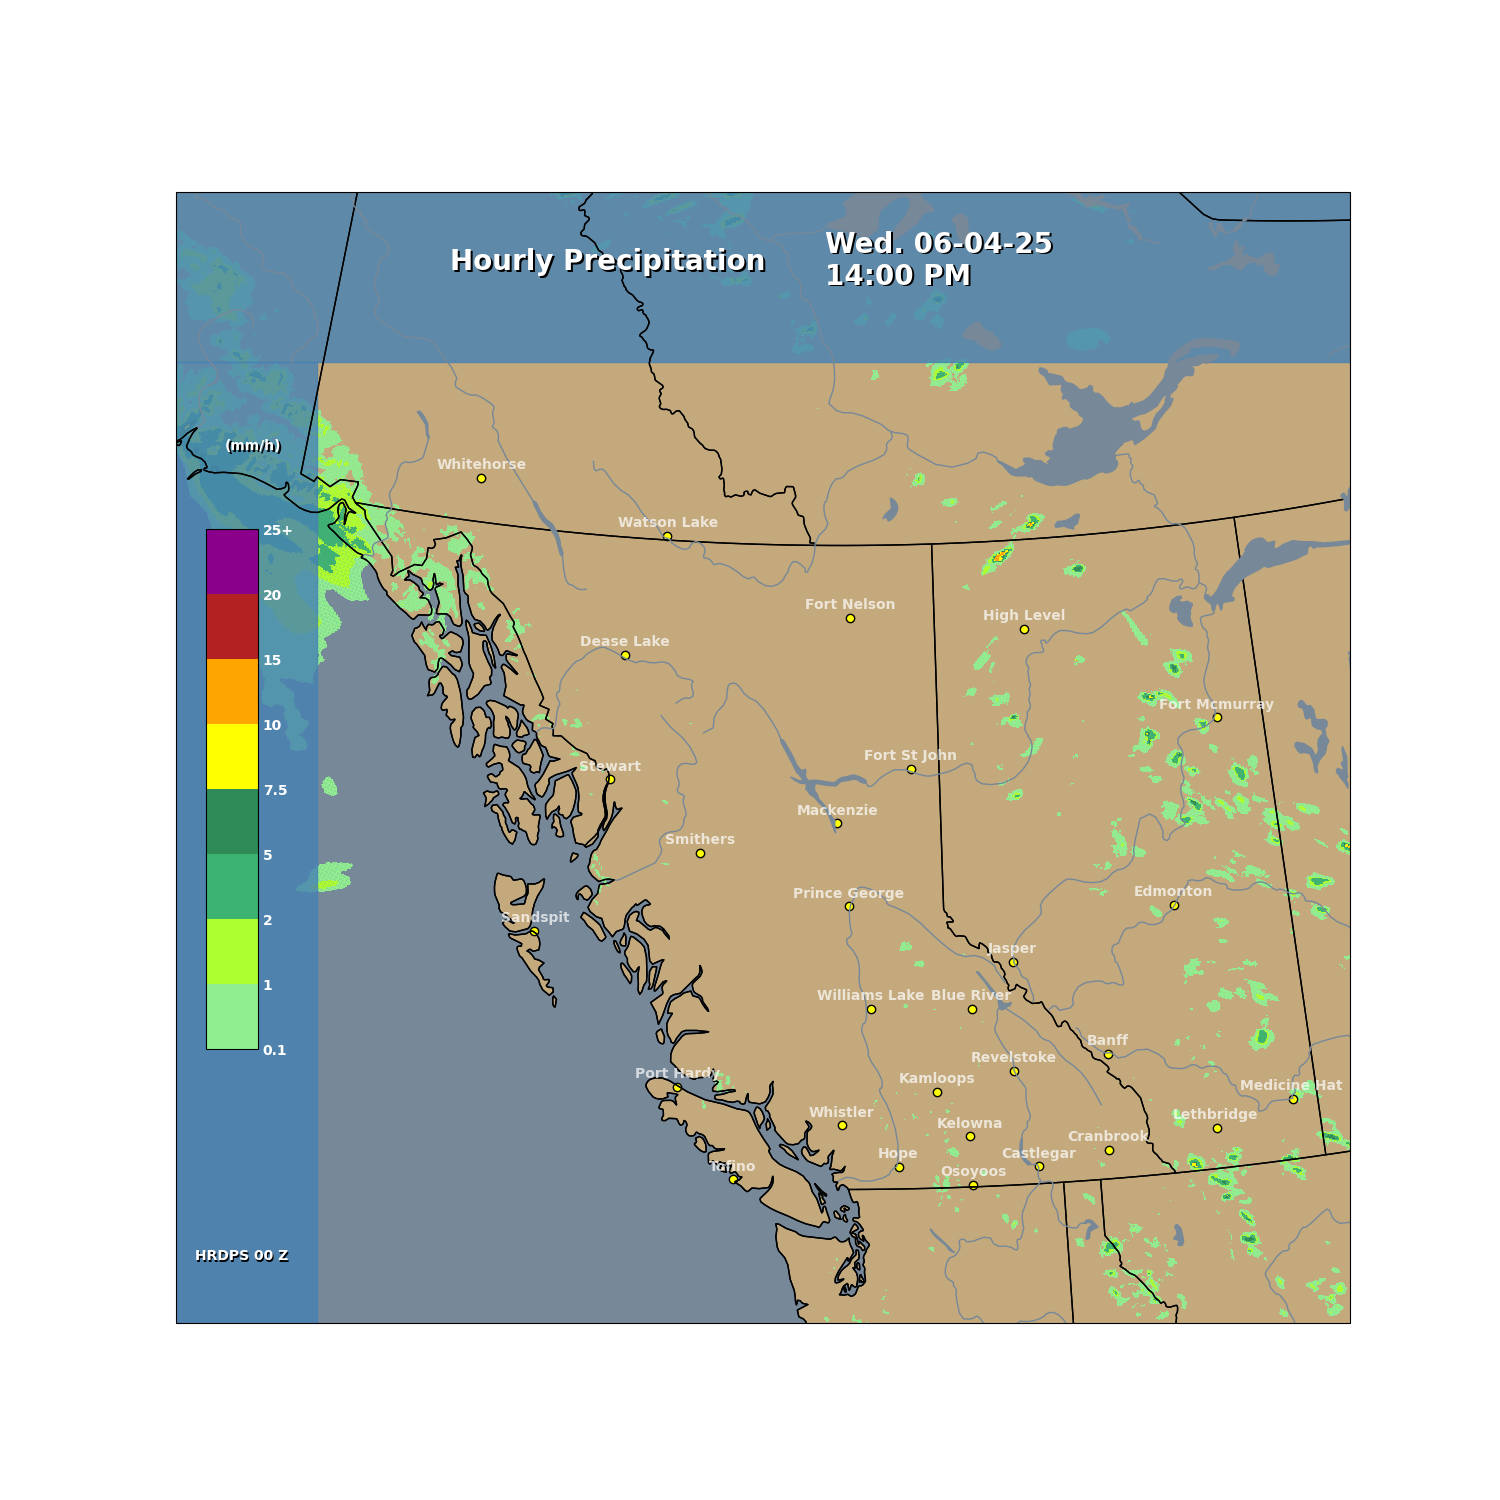 Hourly Precipitation
Wed. 06-04-25
14:00 PM
(mm/h)
Whitehorse
Watson Lake
25+
20
15
10
7.5
5
2
1
0.1
Fort Nelson
High Level
Dease Lake
Fort Mcmurray
Fort St John
Stewart
Mackenzie
Smithers
Prince George
Edmonton
Sandspit
Jasper
Williams Lake
Blue River
Banff
Revelstoke
Port Hardy
Kamloops
Medicine Hat
Whistler
Lethbridge
Kelowna
Cranbrook
Hope
Castlegar
Tofino
Osoyoos
HRDPS 00 Z